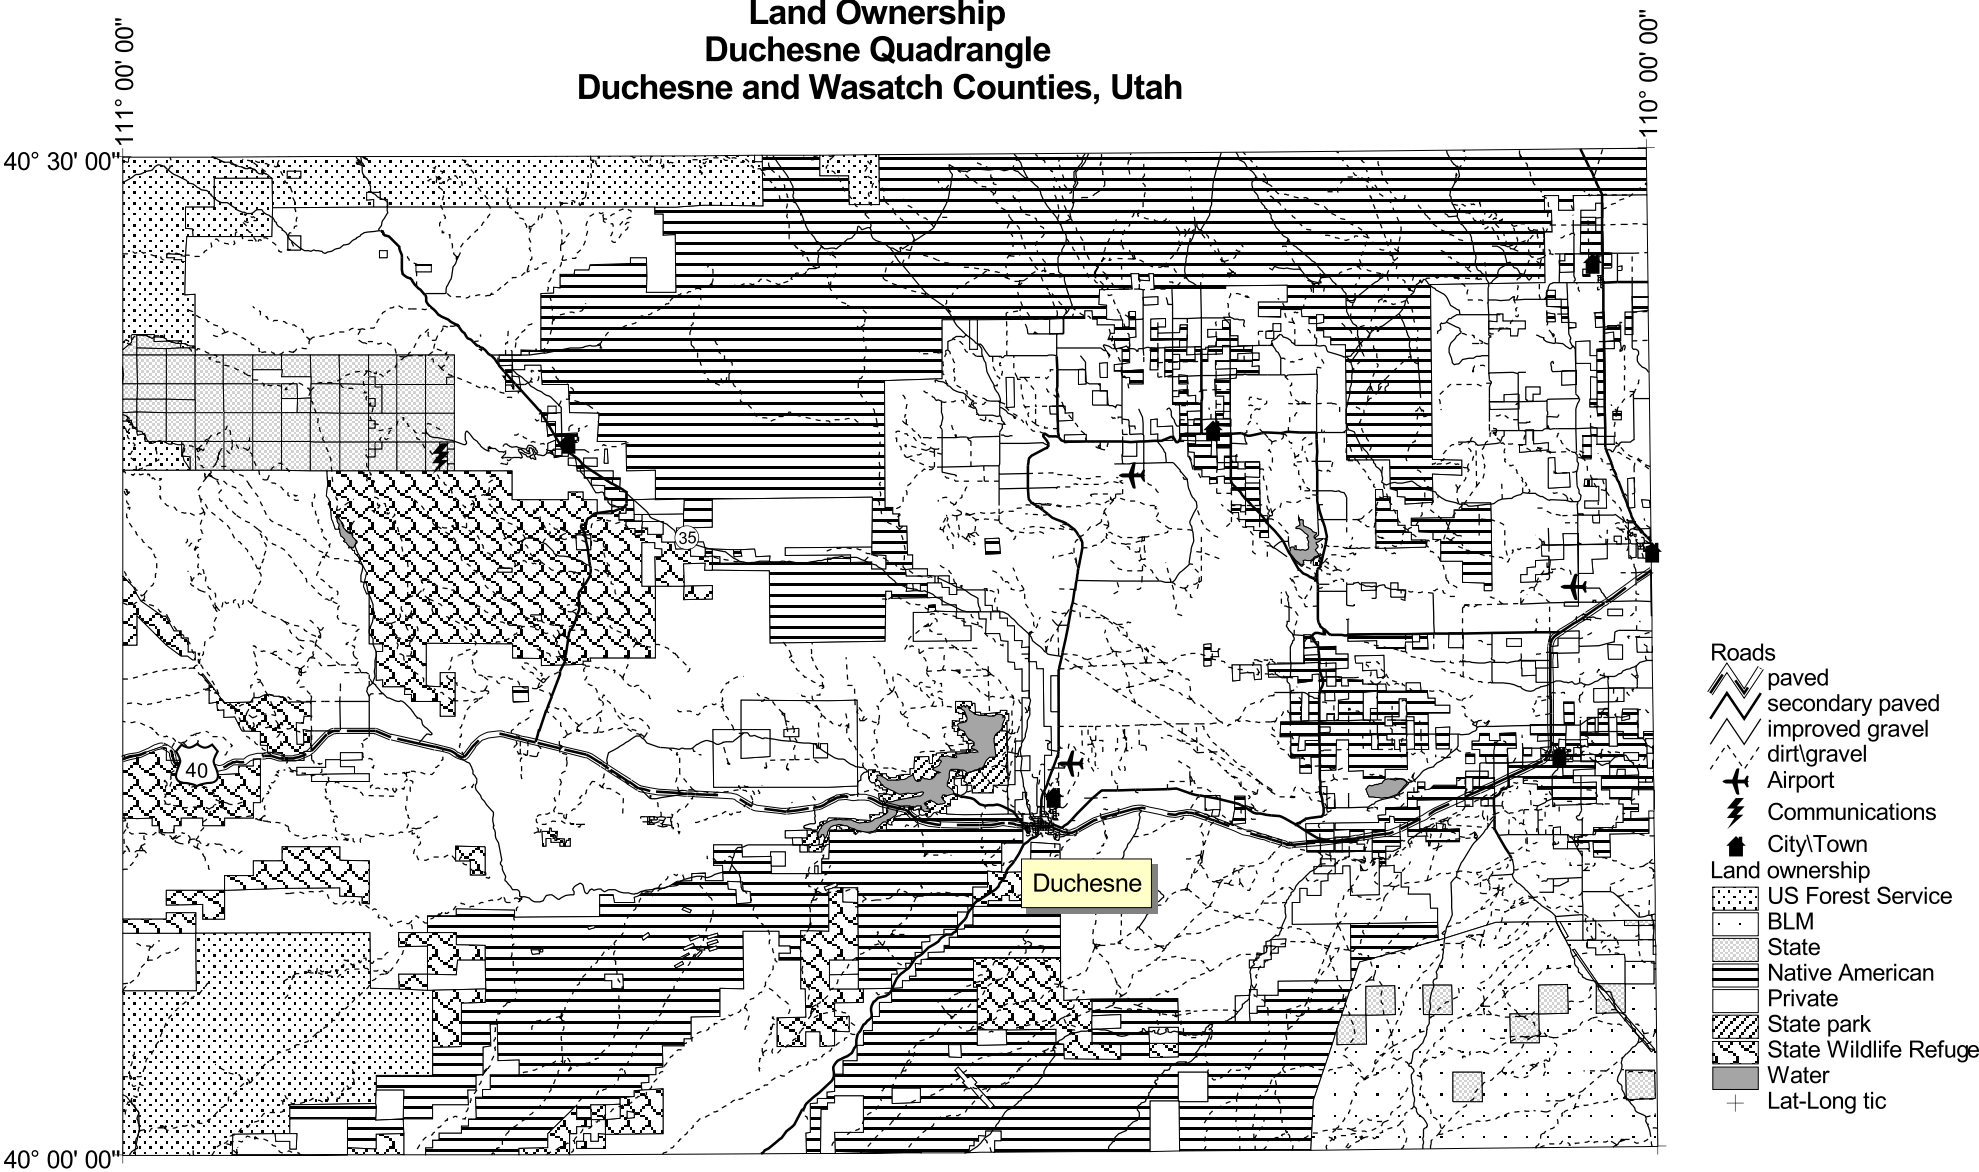 Land Ownership
Duchesne Quadrangle
Duchesne and Wasatch Counties, Utah
111° 00' 00"
110° 00' 00"
40° 30' 00"
35
40
Duchesne
40° 00' 00"
Roads
paved
secondary paved
improved gravel
dirt\gravel
Airport
Communications
City\Town
Land ownership
US Forest Service
BLM
State
Native American
Private
State park
State Wildlife Refuge
Water
Lat-Long tic